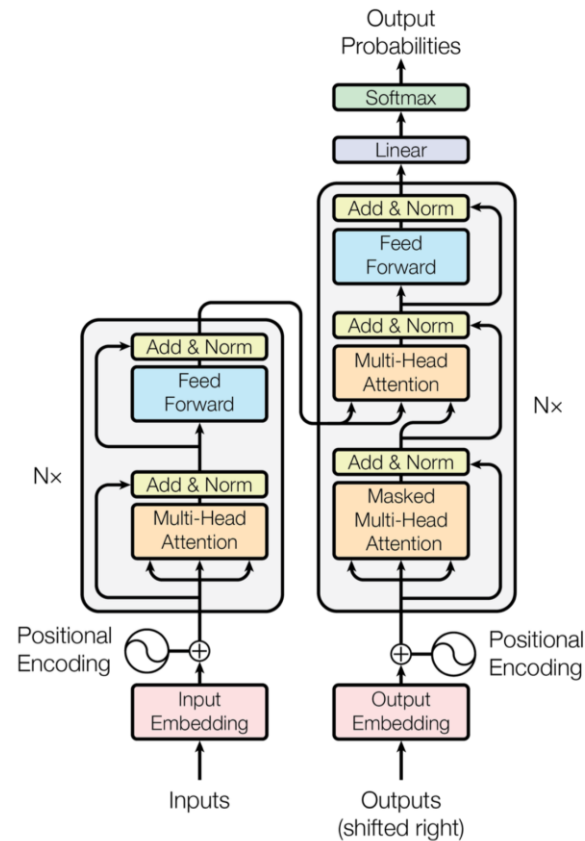 Output
Probabilities
Softmax
Linear
Add & Norm
Feed
Forward
Add & Norm
Multi-Head
Attention
Add & Norm
Masked
Multi-Head
Attention
N×
Add & Norm
Feed
Forward
Add & Norm
Multi-Head
Attention
N×
Positional
Encoding
Positional
Encoding
Input
Embedding
Output
Embedding
Inputs
Outputs
(shifted right)